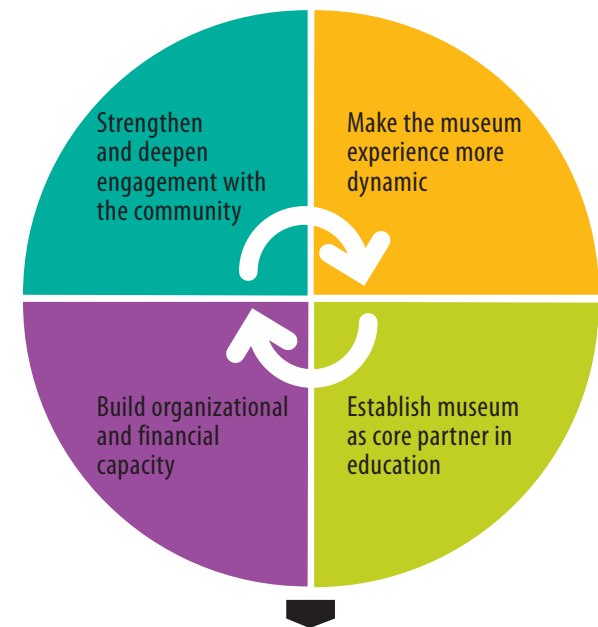 Strengthen
and deepen
engagement with
the community
Make the museum
experience more
dynamic
Build organizational
and financial
capacity
Establish museum
as core partner in
education